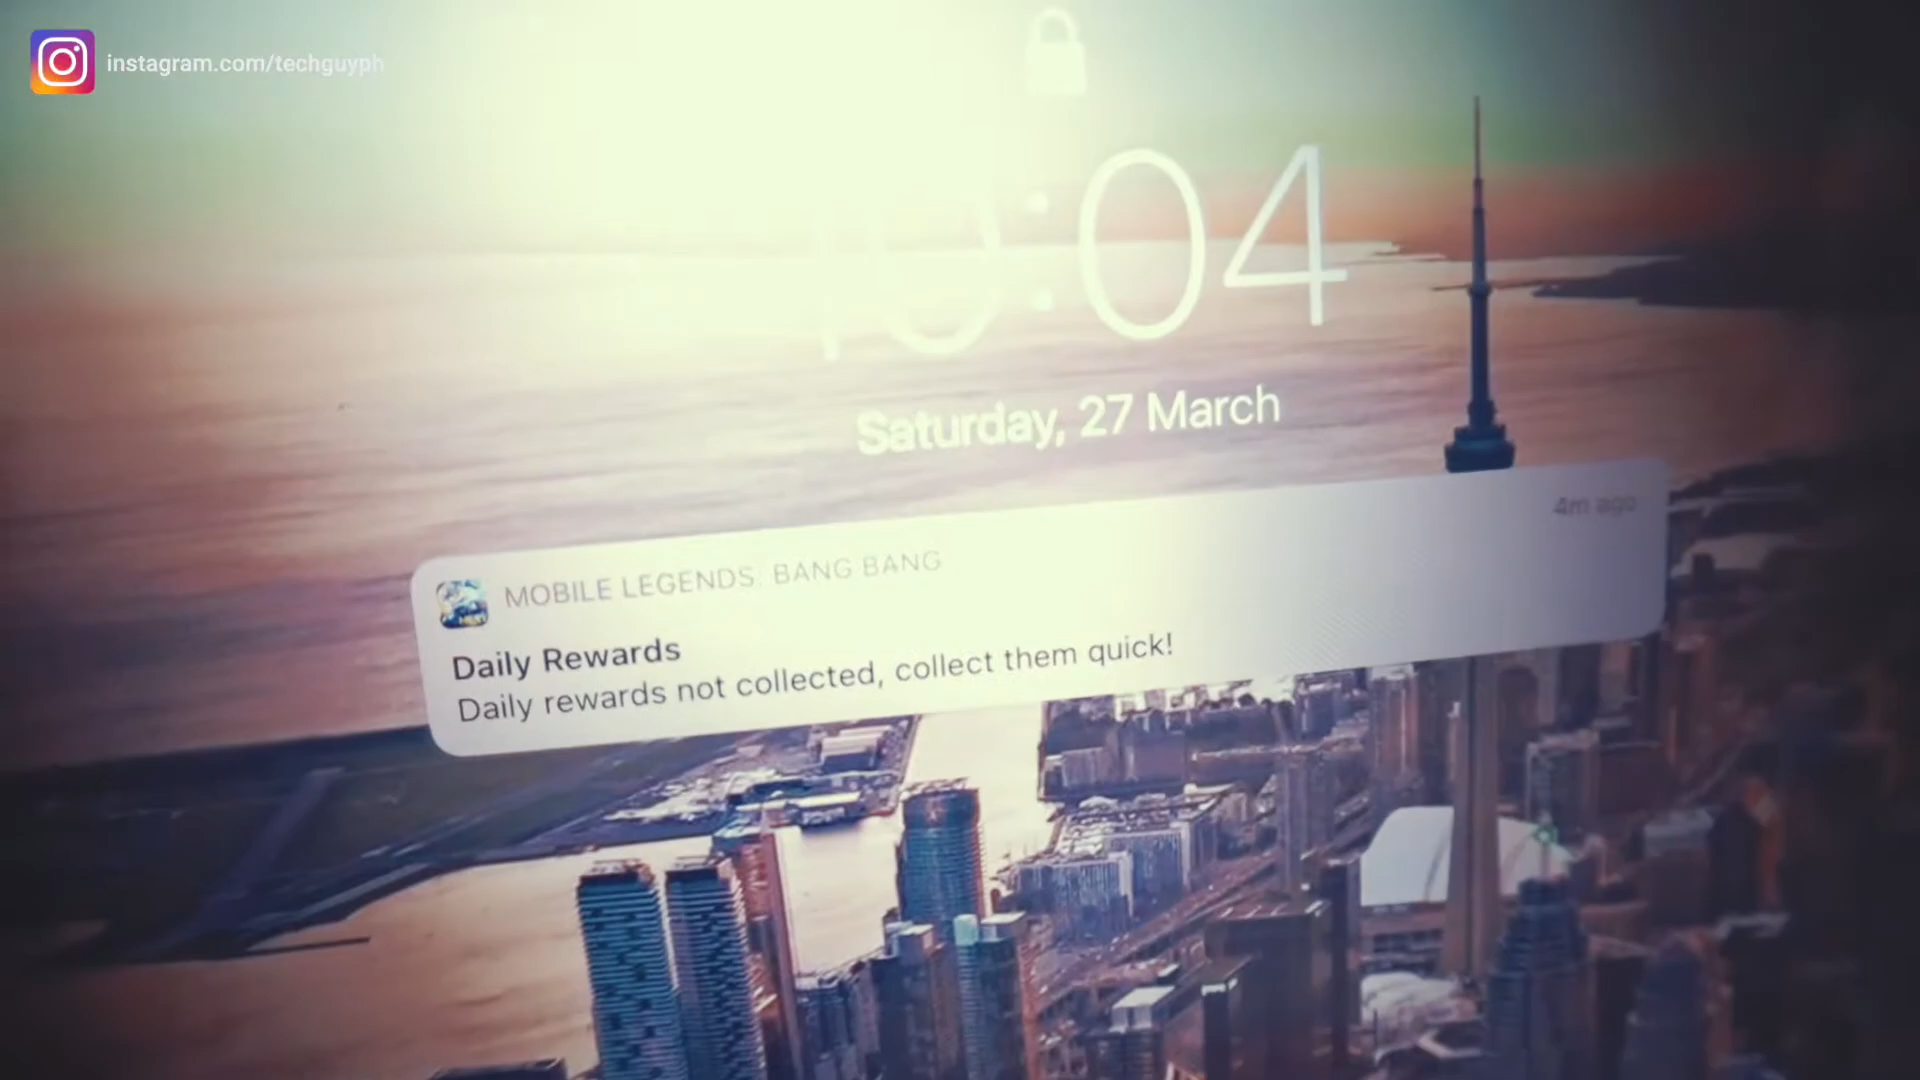 instagram.com/techguyph
10:04
Saturday, 27 March
MOBILE LEGENDS: BANG BANG
4m ago
Daily Rewards
Daily rewards not collected, collect them quick!